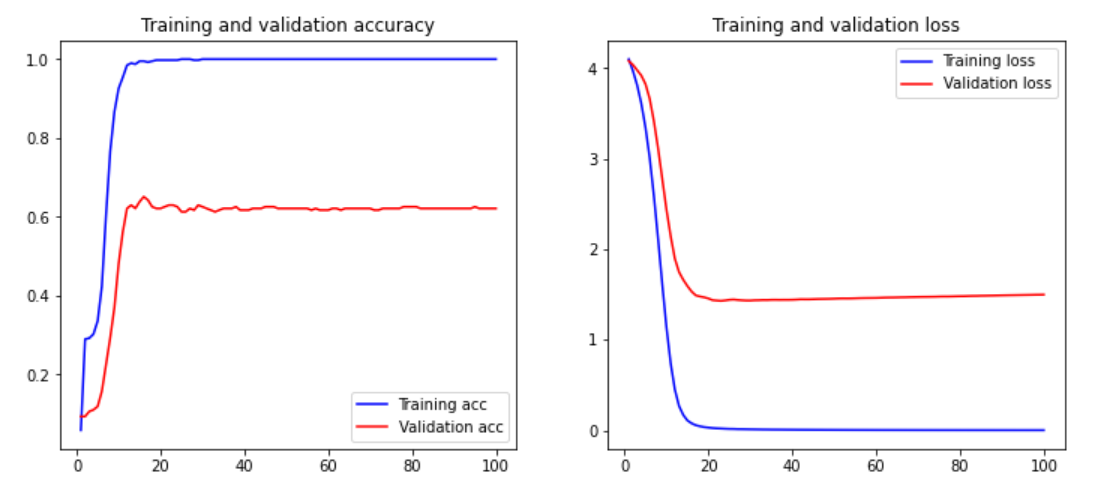 Training and validation accuracy
1.0
0.8
0.6
0.4
0.2
Training acc
Validation acc
0 20 40 60 80 100
Training and validation loss
4
3
2
1
0
Training loss
Validation loss
0 20 40 60 80 100